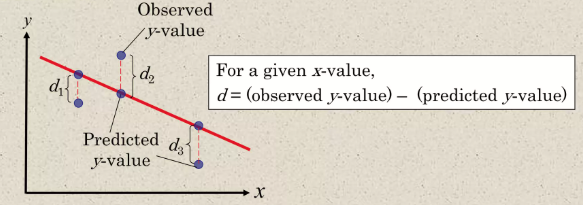 Observed
y-value
y
d₂
d₁
For a given x-value,
d = (observed y-value) – (predicted y-value)
Predicted
y-value
d₃
x